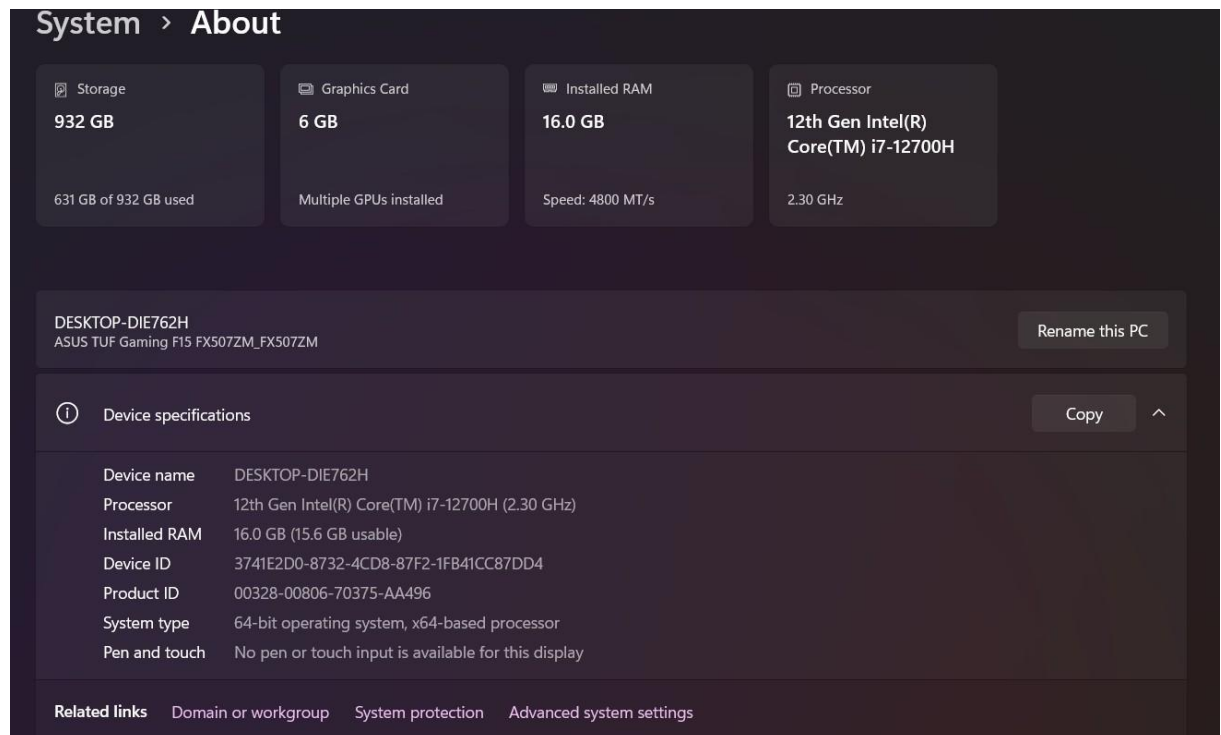 System > About
Storage
932 GB
631 GB of 932 GB used
Graphics Card
6 GB
Multiple GPUs installed
Installed RAM
16.0 GB
Speed: 4800 MT/s
Processor
12th Gen Intel(R)
Core(TM) i7-12700H
2.30 GHz
DESKTOP-DIE762H
ASUS TUF Gaming F15 FX507ZM_FX507ZM
Rename this PC
Device specifications
Copy
Device name DESKTOP-DIE762H
Processor 12th Gen Intel(R) Core(TM) i7-12700H (2.30 GHz)
Installed RAM 16.0 GB (15.6 GB usable)
Device ID 3741E2D0-8732-4CD8-87F2-1FB41CC87DD4
Product ID 00328-00806-70375-AA496
System type 64-bit operating system, x64-based processor
Pen and touch No pen or touch input is available for this display
Related links Domain or workgroup System protection Advanced system settings